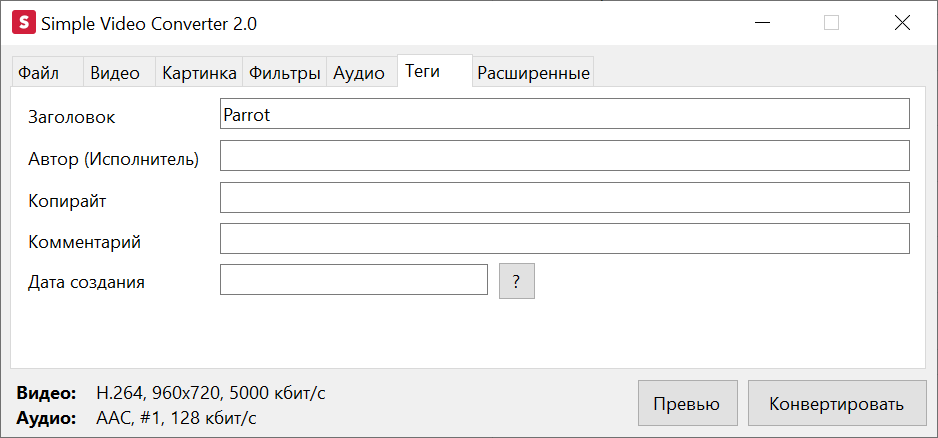 S Simple Video Converter 2.0
Файл Видео Картинка Фильтры Аудио Теги Расширенные
Заголовок Parrot
Автор (Исполнитель)
Копирайт
Комментарий
Дата создания ?
Видео: H.264, 960x720, 5000 кбит/с
Аудио: AAC, #1, 128 кбит/с
Превью Конвертировать